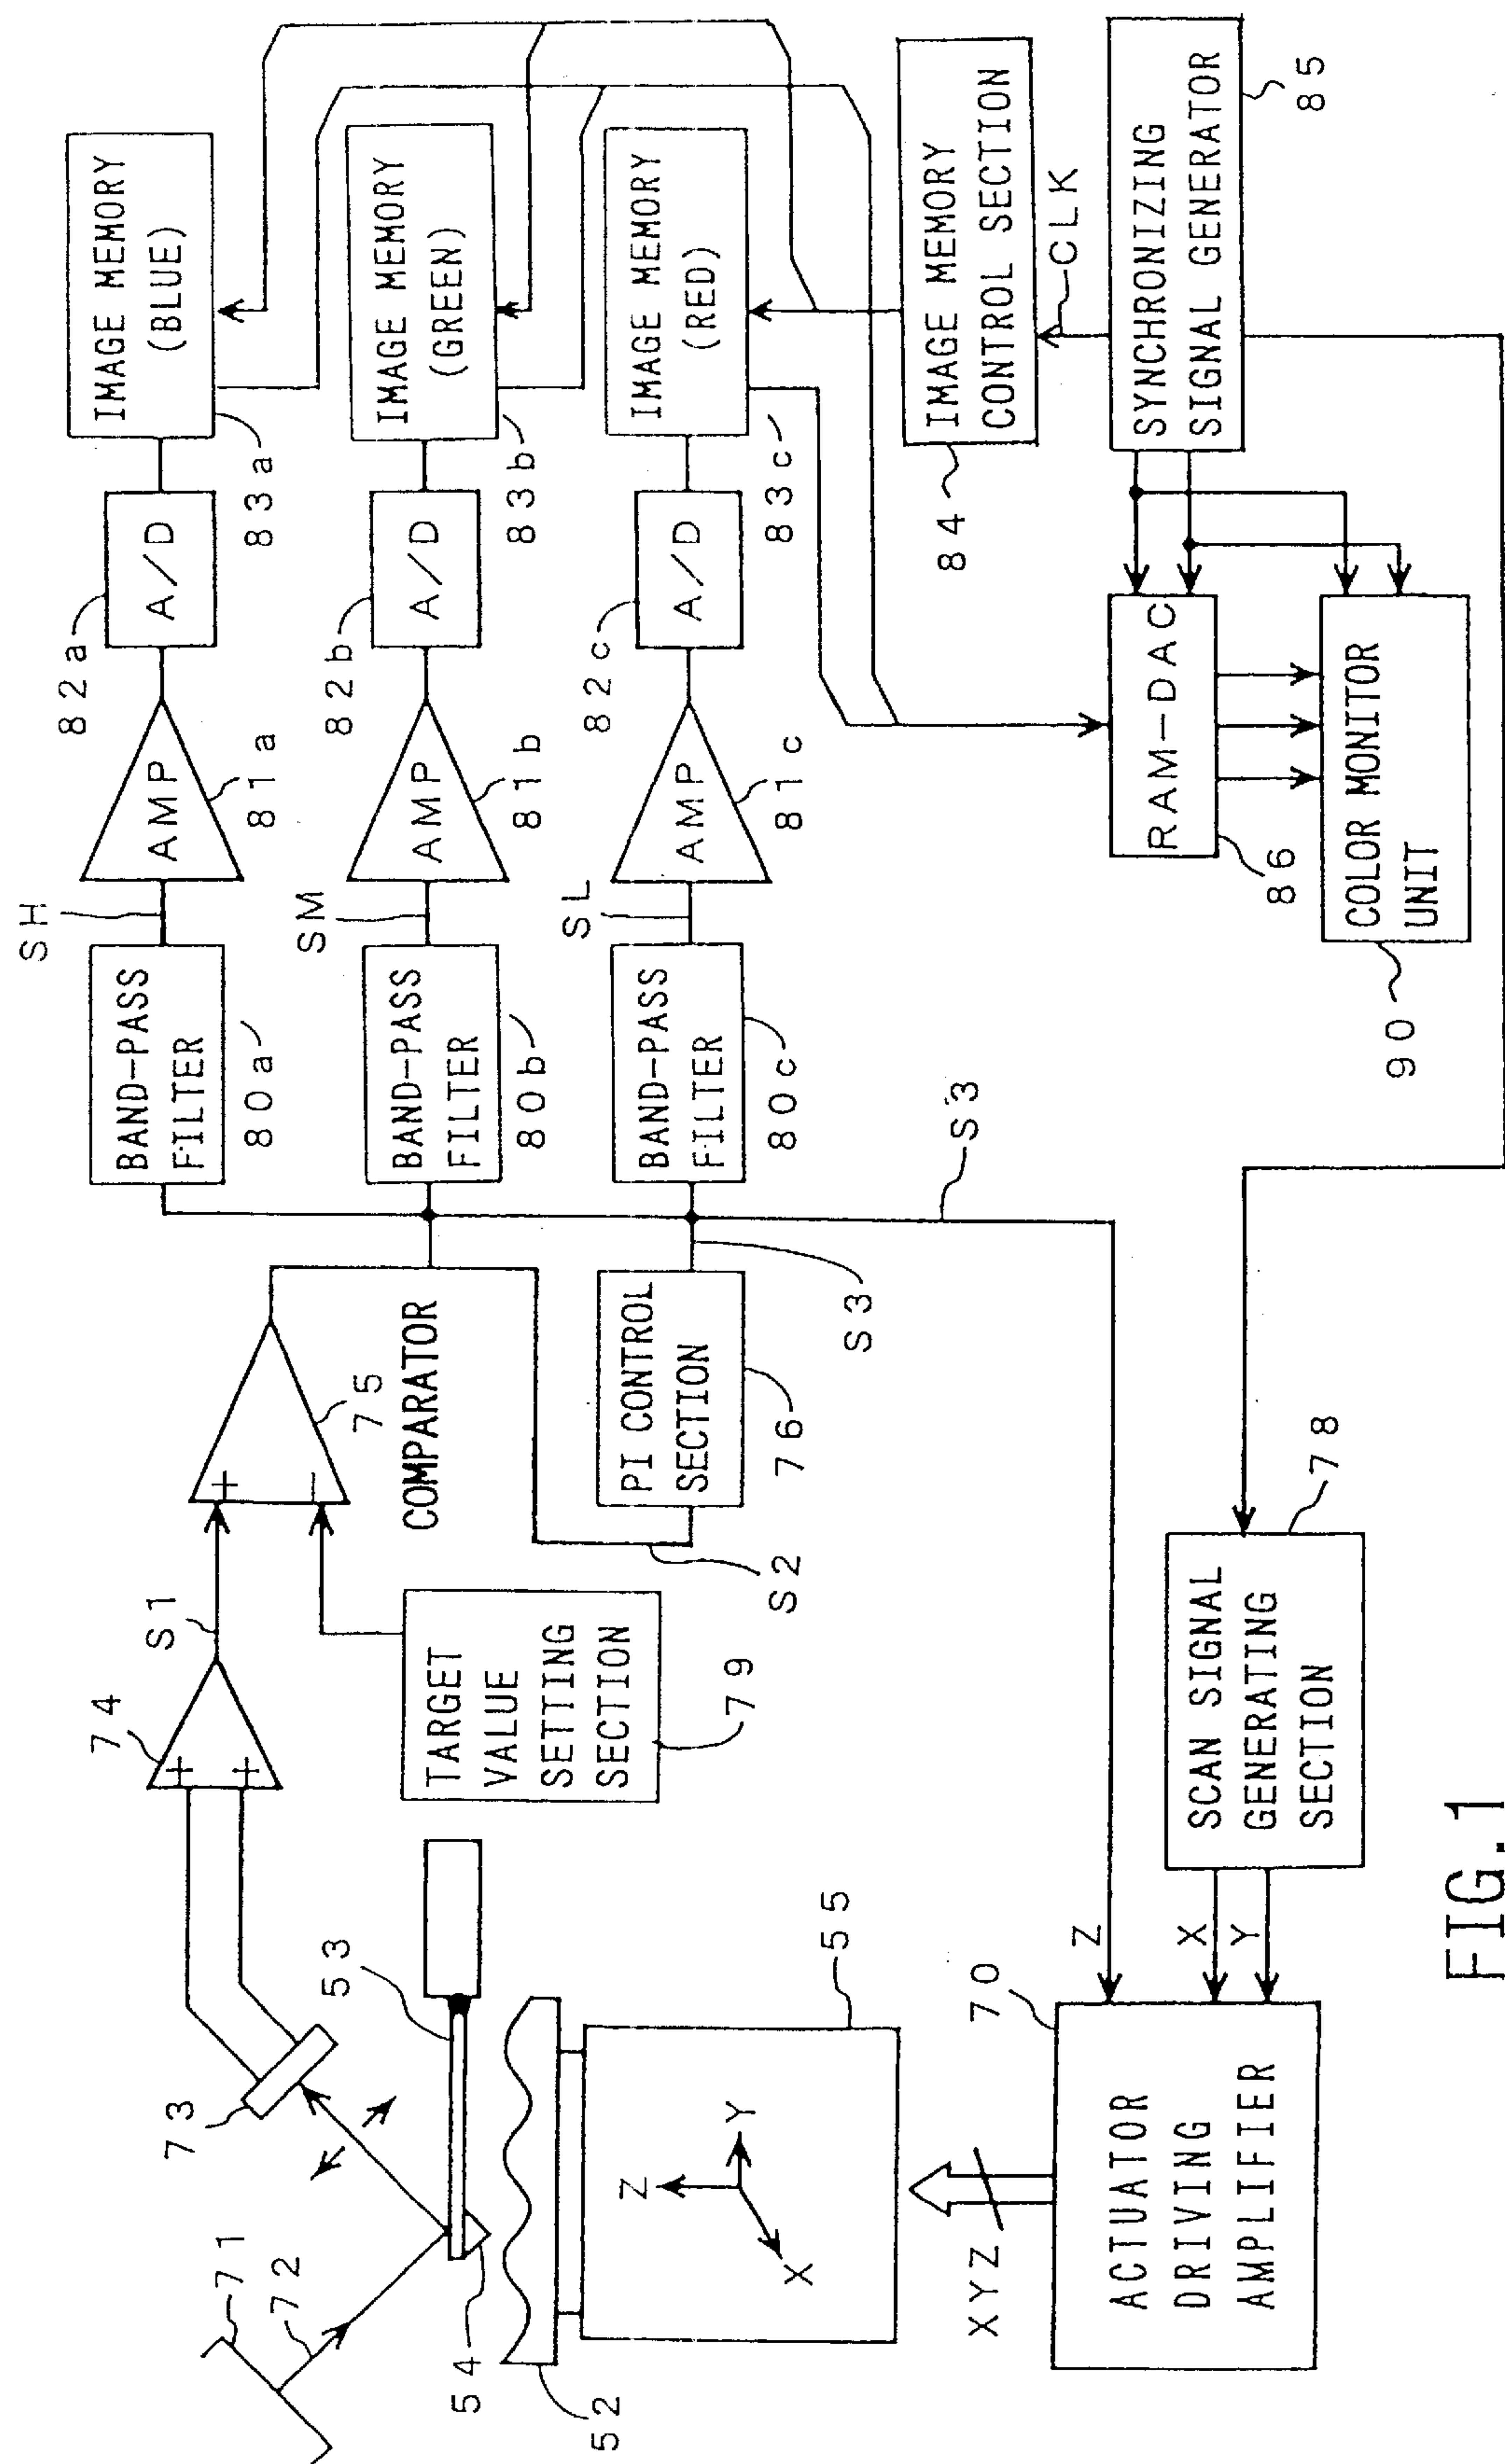 SH
BAND-PASS
FILTER
80a
AMP
81a
82a
A/D
IMAGE MEMORY
(BLUE)
83a
SM
BAND-PASS
FILTER
80b
AMP
81b
82b
A/D
IMAGE MEMORY
(GREEN)
83b
SL
BAND-PASS
FILTER
80c
AMP
81c
82c
A/D
IMAGE MEMORY
(RED)
83c
71
72
73
74
+
+
S1
+
−
75
COMPARATOR
TARGET
VALUE
SETTING
SECTION
79
S2
PI CONTROL
SECTION
76
S3
S3
53
54
52
55
Z
Y
X
XYZ
70
ACTUATOR
DRIVING
AMPLIFIER
Z
X
Y
SCAN SIGNAL
GENERATING
SECTION
78
IMAGE MEMORY
CONTROL SECTION
84
CLK
SYNCHRONIZING
SIGNAL GENERATOR
85
RAM-DAC
86
COLOR MONITOR
UNIT
90
FIG.1